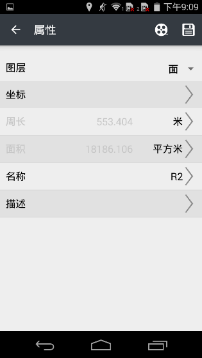 下午9:09
属性
图层 面
坐标
周长 553.404 米
面积 18186.106 平方米
名称 R2
描述